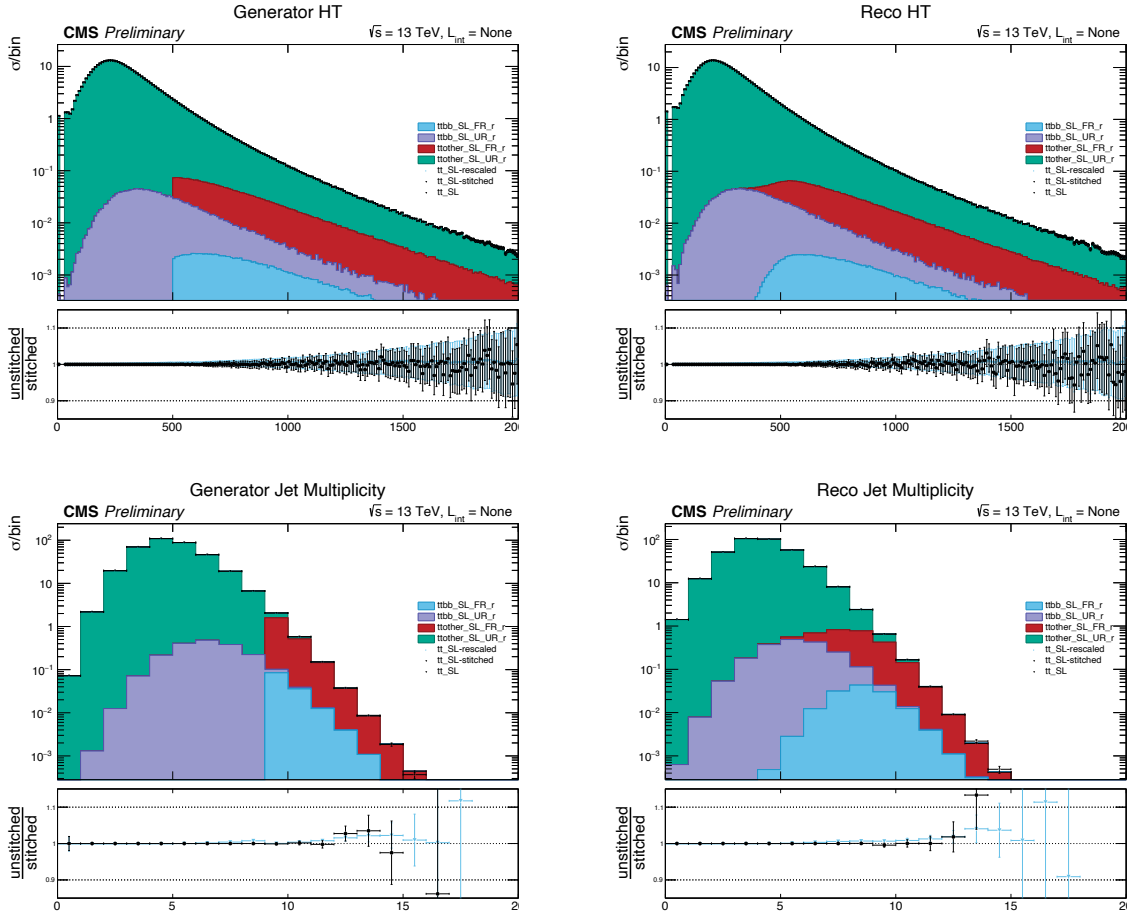 Generator HT
CMS Preliminary
√s = 13 TeV, L_int = None
σ/bin
10
1
10⁻¹
10⁻²
10⁻³
ttbb_SL_FR_r
ttbb_SL_UR_r
ttother_SL_FR_r
ttother_SL_UR_r
tt_SL-rescaled
tt_SL-stitched
tt_SL
unstitched
stitched
1.1
1.0
0.9
0 500 1000 1500 200
Reco HT
CMS Preliminary
√s = 13 TeV, L_int = None
σ/bin
10
1
10⁻¹
10⁻²
10⁻³
ttbb_SL_FR_r
ttbb_SL_UR_r
ttother_SL_FR_r
ttother_SL_UR_r
tt_SL-rescaled
tt_SL-stitched
tt_SL
unstitched
stitched
1.1
1.0
0.9
0 500 1000 1500 200
Generator Jet Multiplicity
CMS Preliminary
√s = 13 TeV, L_int = None
σ/bin
10²
10
1
10⁻¹
10⁻²
10⁻³
ttbb_SL_FR_r
ttbb_SL_UR_r
ttother_SL_FR_r
ttother_SL_UR_r
tt_SL-rescaled
tt_SL-stitched
tt_SL
unstitched
stitched
1.1
1.0
0.9
0 5 10 15 20
Reco Jet Multiplicity
CMS Preliminary
√s = 13 TeV, L_int = None
σ/bin
10²
10
1
10⁻¹
10⁻²
10⁻³
ttbb_SL_FR_r
ttbb_SL_UR_r
ttother_SL_FR_r
ttother_SL_UR_r
tt_SL-rescaled
tt_SL-stitched
tt_SL
unstitched
stitched
1.1
1.0
0.9
0 5 10 15 20